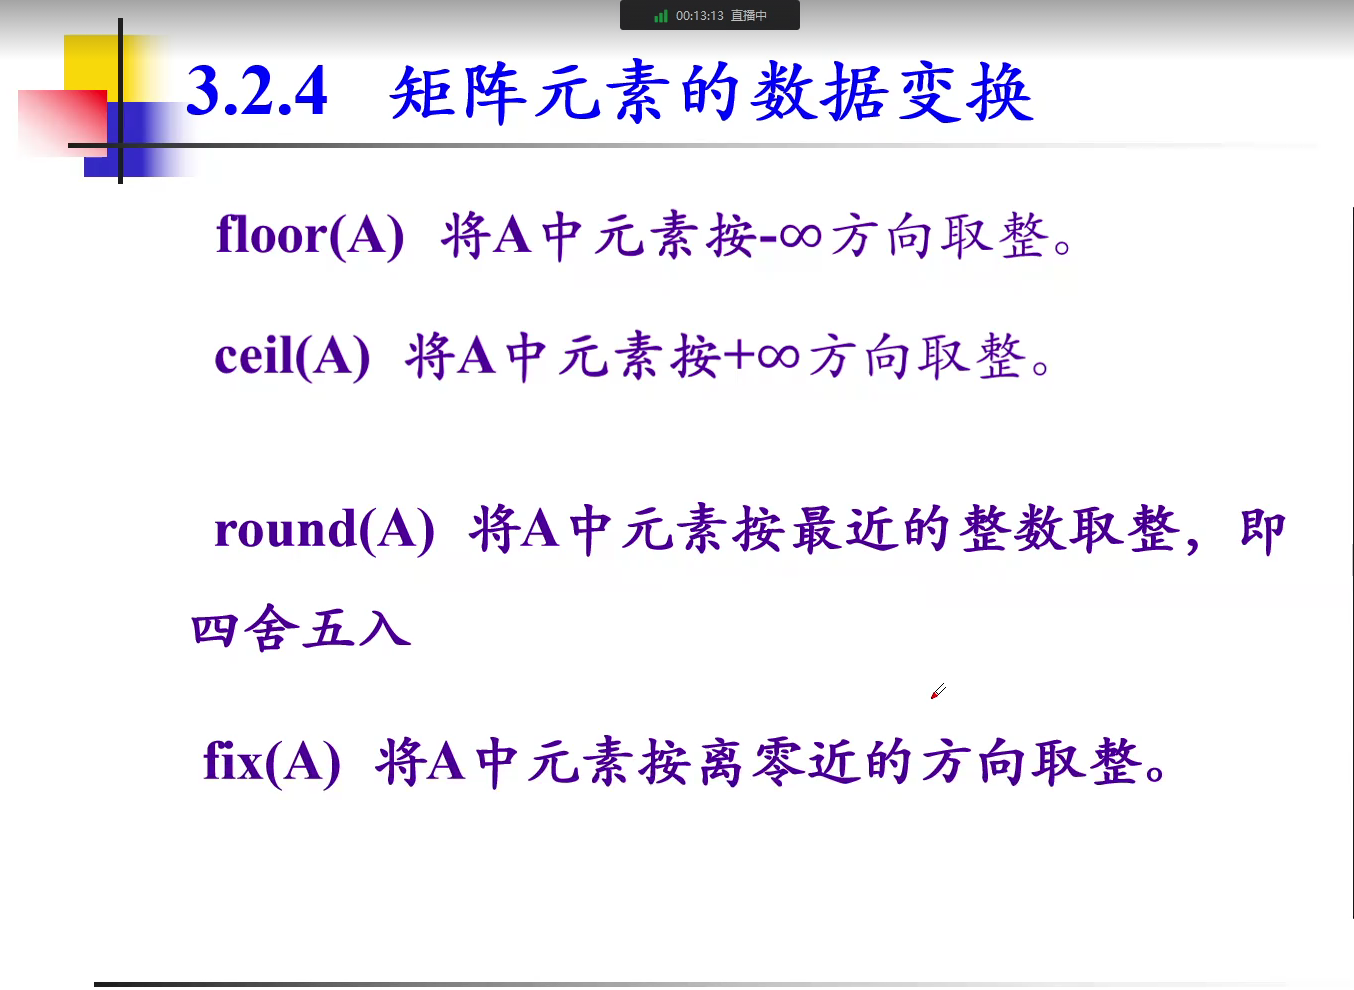 00:13:13 直播中
3.2.4 矩阵元素的数据变换
floor(A) 将A中元素按-∞方向取整。
ceil(A) 将A中元素按+∞方向取整。
round(A) 将A中元素按最近的整数取整，即
四舍五入
fix(A) 将A中元素按离零近的方向取整。